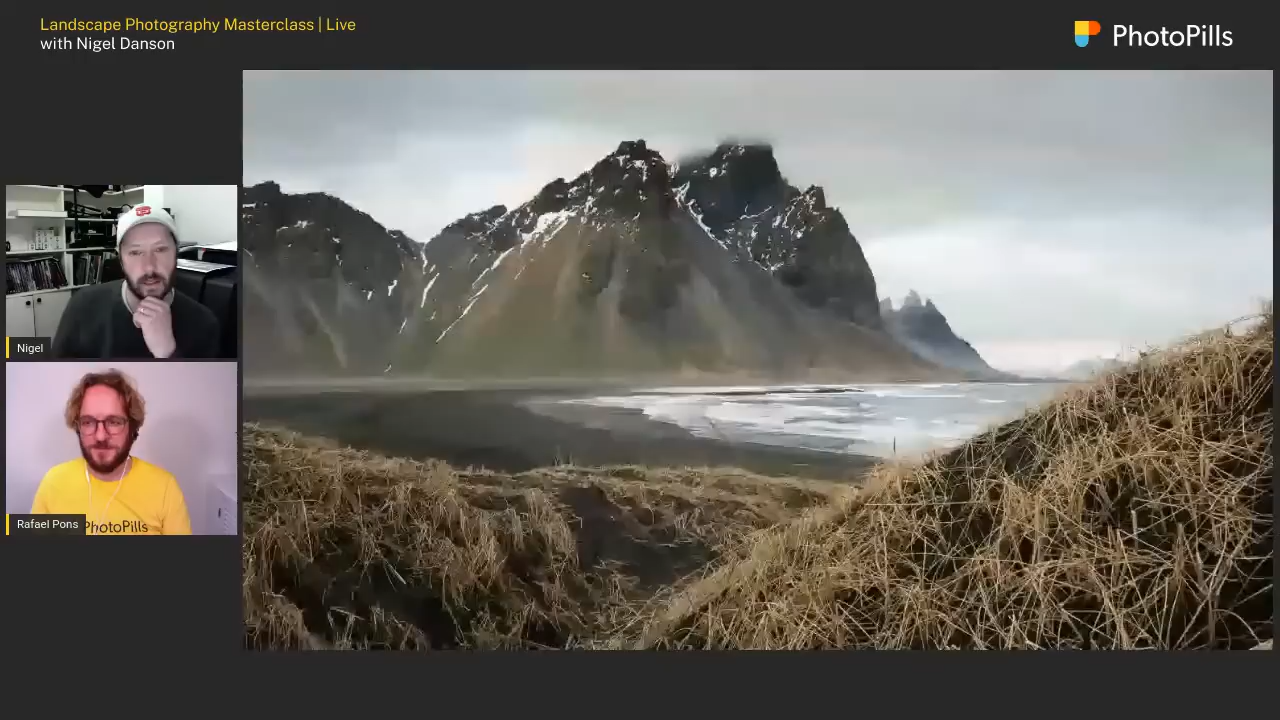 Landscape Photography Masterclass | Live
with Nigel Danson
PhotoPills
Nigel
Rafael Pons
PhotoPills